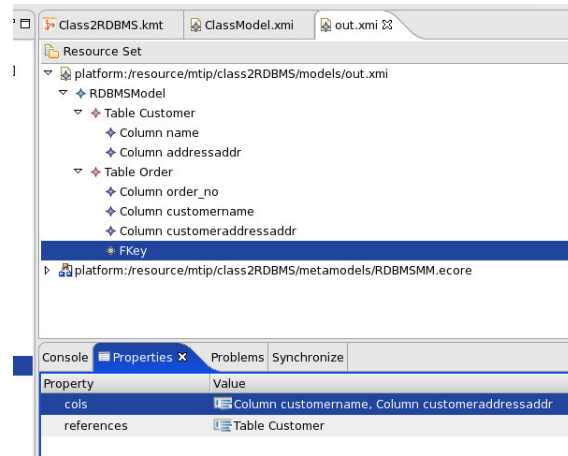 Class2RDBMS.kmt ClassModel.xmi out.xmi
Resource Set
platform:/resource/mtip/class2RDBMS/models/out.xmi
RDBMSModel
Table Customer
Column name
Column addressaddr
Table Order
Column order_no
Column customername
Column customeraddressaddr
FKey
platform:/resource/mtip/class2RDBMS/metamodels/RDBMSMM.ecore
Console Properties Problems Synchronize
Property Value
cols Column customername, Column customeraddressaddr
references Table Customer